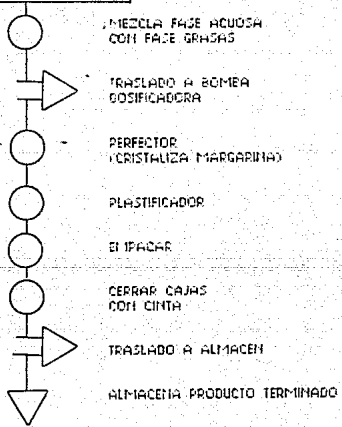 MEZCLA FASE ACUOSA
CON FASE GRASAS
TRASLADO A BOMBA
DOSIFICADORA
PERFECTOR
(CRISTALIZA MARGARINA)
PLASTIFICADOR
EMPACAR
CERRAR CAJAS
CON CINTA
TRASLADO A ALMACEN
ALMACENA PRODUCTO TERMINADO